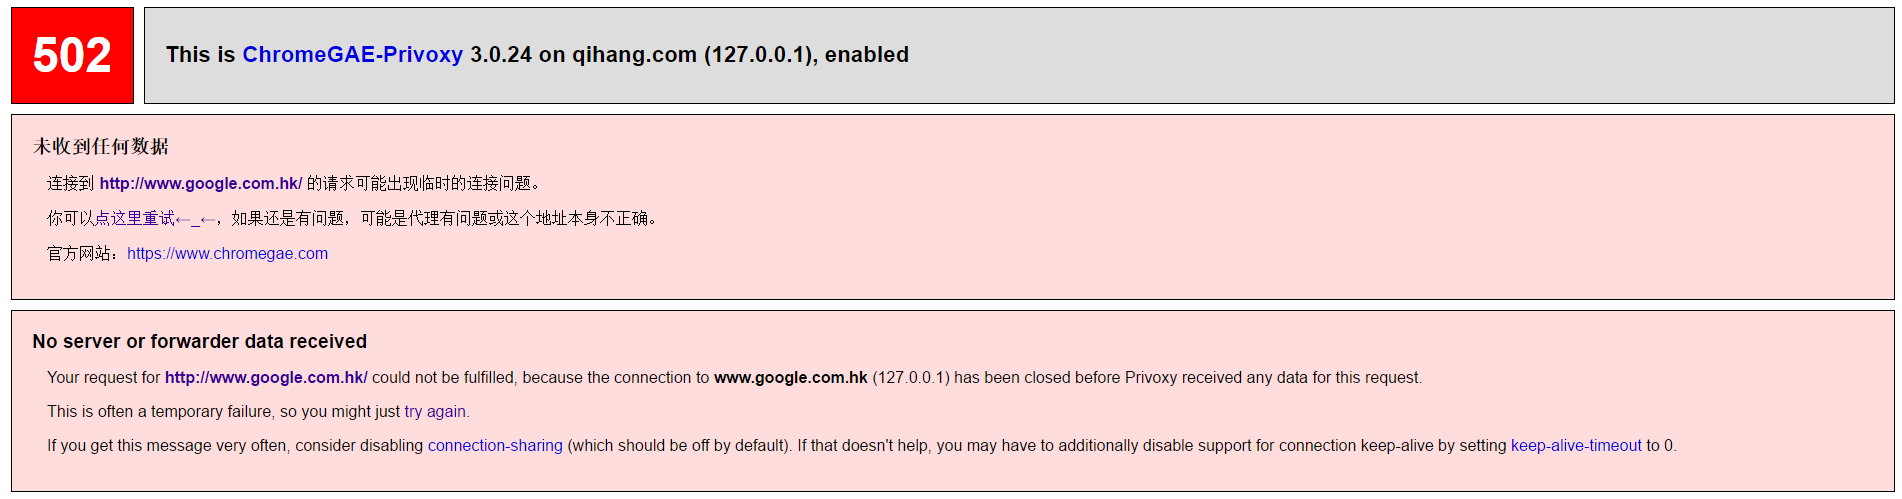 502
This is ChromeGAE-Privoxy 3.0.24 on qihang.com (127.0.0.1), enabled
未收到任何数据
连接到 http://www.google.com.hk/ 的请求可能出现临时的连接问题。
你可以点这里重试←_←，如果还是有问题，可能是代理有问题或这个地址本身不正确。
官方网站：https://www.chromegae.com
No server or forwarder data received
Your request for http://www.google.com.hk/ could not be fulfilled, because the connection to www.google.com.hk (127.0.0.1) has been closed before Privoxy received any data for this request.
This is often a temporary failure, so you might just try again.
If you get this message very often, consider disabling connection-sharing (which should be off by default). If that doesn't help, you may have to additionally disable support for connection keep-alive by setting keep-alive-timeout to 0.